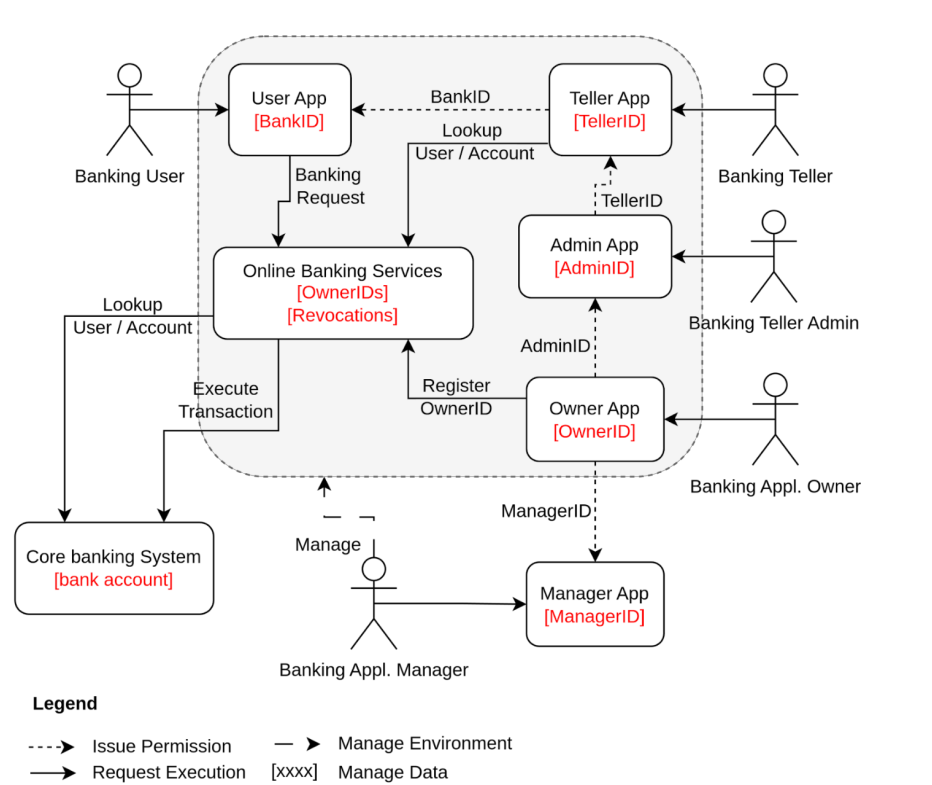 User App
[BankID]
BankID
Teller App
[TellerID]
Banking User
Lookup
User / Account
Banking Teller
Banking
Request
TellerID
Admin App
[AdminID]
Online Banking Services
[OwnerIDs]
[Revocations]
Lookup
User / Account
Banking Teller Admin
AdminID
Execute
Transaction
Register
OwnerID
Owner App
[OwnerID]
Banking Appl. Owner
ManagerID
Manage
Core banking System
[bank account]
Manager App
[ManagerID]
Banking Appl. Manager
Legend
Issue Permission
Manage Environment
Request Execution
[xxxx] Manage Data